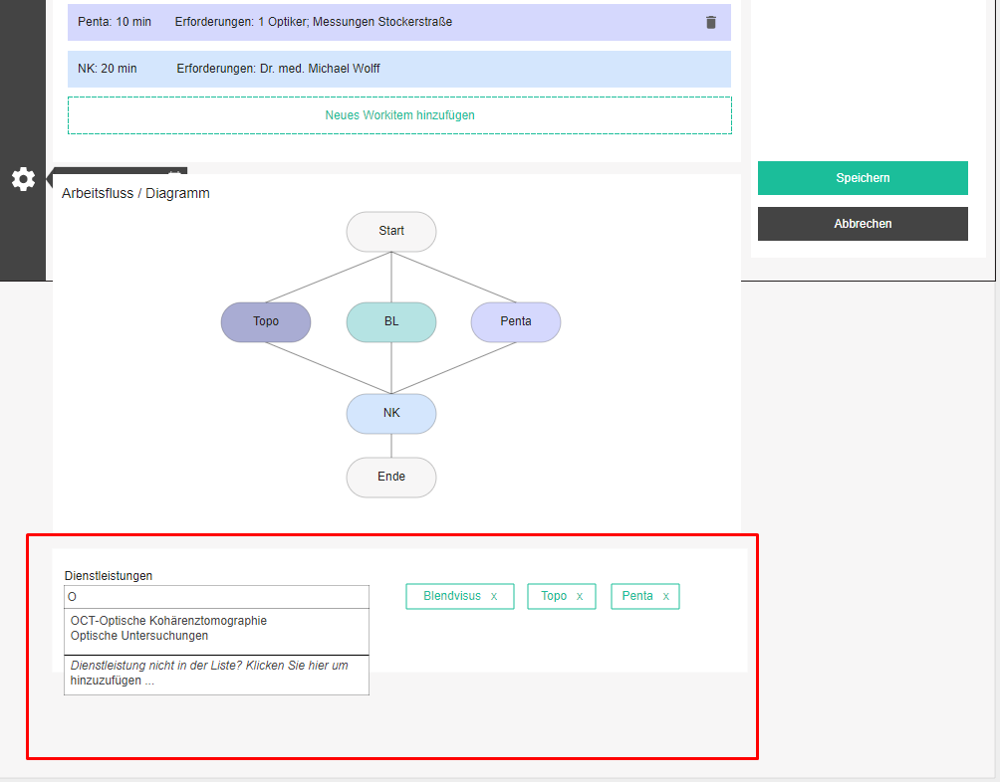 Penta: 10 min Erforderungen: 1 Optiker; Messungen Stockerstraße
NK: 20 min Erforderungen: Dr. med. Michael Wolff
Neues Workitem hinzufügen
Speichern
Abbrechen
Arbeitsfluss / Diagramm
Start
Topo BL Penta
NK
Ende
Dienstleistungen
O
Blendvisus x Topo x Penta x
OCT-Optische Kohärenztomographie
Optische Untersuchungen
Dienstleistung nicht in der Liste? Klicken Sie hier um
hinzuzufügen ...